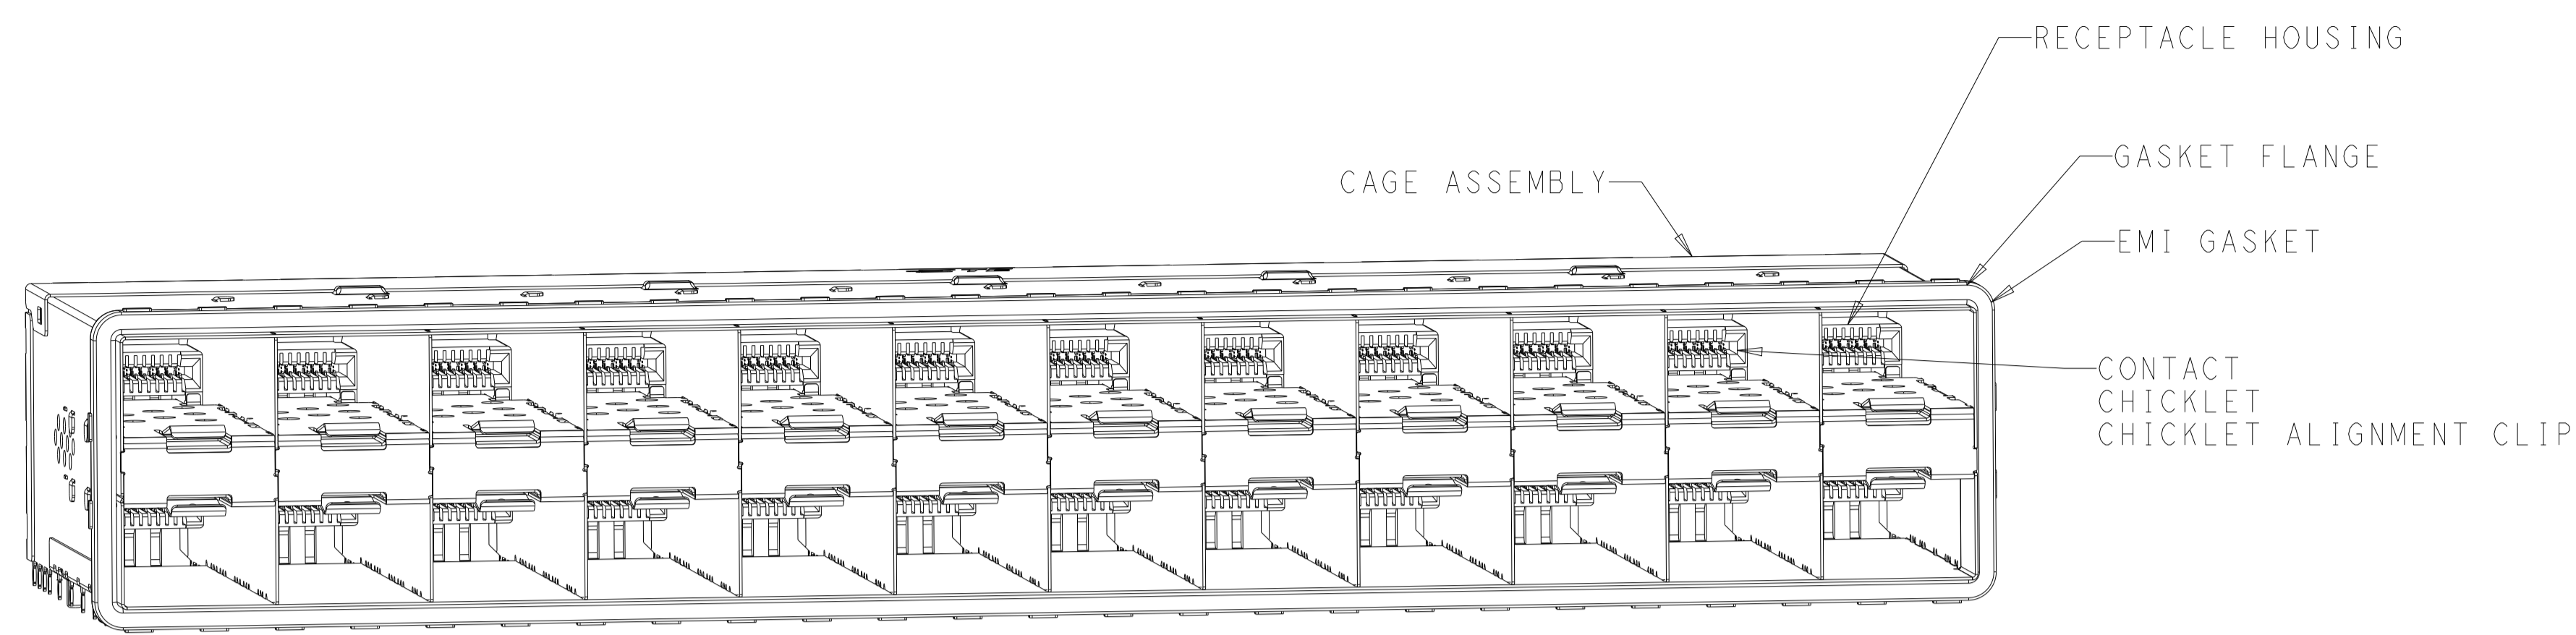 RECEPTACLE HOUSING
GASKET FLANGE
CAGE ASSEMBLY
EMI GASKET
CONTACT
CHICKLET
CHICKLET ALIGNMENT CLIP